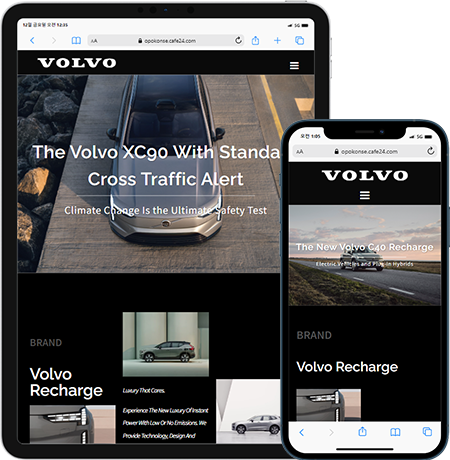 12월 금요일 오전 12:35
5G
AA
opokonse.cafe24.com
VOLVO
The Volvo XC90 With Standa
Cross Traffic Alert
Climate Change Is the Ultimate Safety Test
BRAND
Volvo
Recharge
Luxury That Cares.
Experience The New Luxury Of Instant
Power With Low Or No Emissions. We
Provide Technology, Design And
오전 1:05
5G
AA
opokonse.cafe24.com
VOLVO
The New Volvo C40 Recharge
Electric Vehicles and Plug-in Hybrids
BRAND
Volvo Recharge